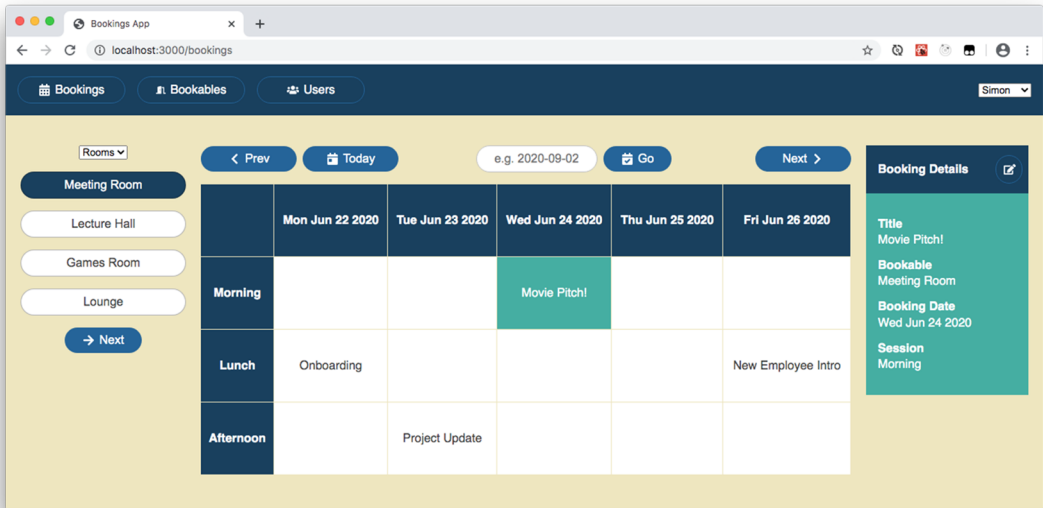 Bookings App
localhost:3000/bookings
Bookings
Bookables
Users
Simon
Rooms
Meeting Room
Lecture Hall
Games Room
Lounge
Next
Prev
Today
e.g. 2020-09-02
Go
Next
Mon Jun 22 2020 Tue Jun 23 2020 Wed Jun 24 2020 Thu Jun 25 2020 Fri Jun 26 2020
Morning Movie Pitch!
Lunch Onboarding New Employee Intro
Afternoon Project Update
Booking Details
Title
Movie Pitch!
Bookable
Meeting Room
Booking Date
Wed Jun 24 2020
Session
Morning